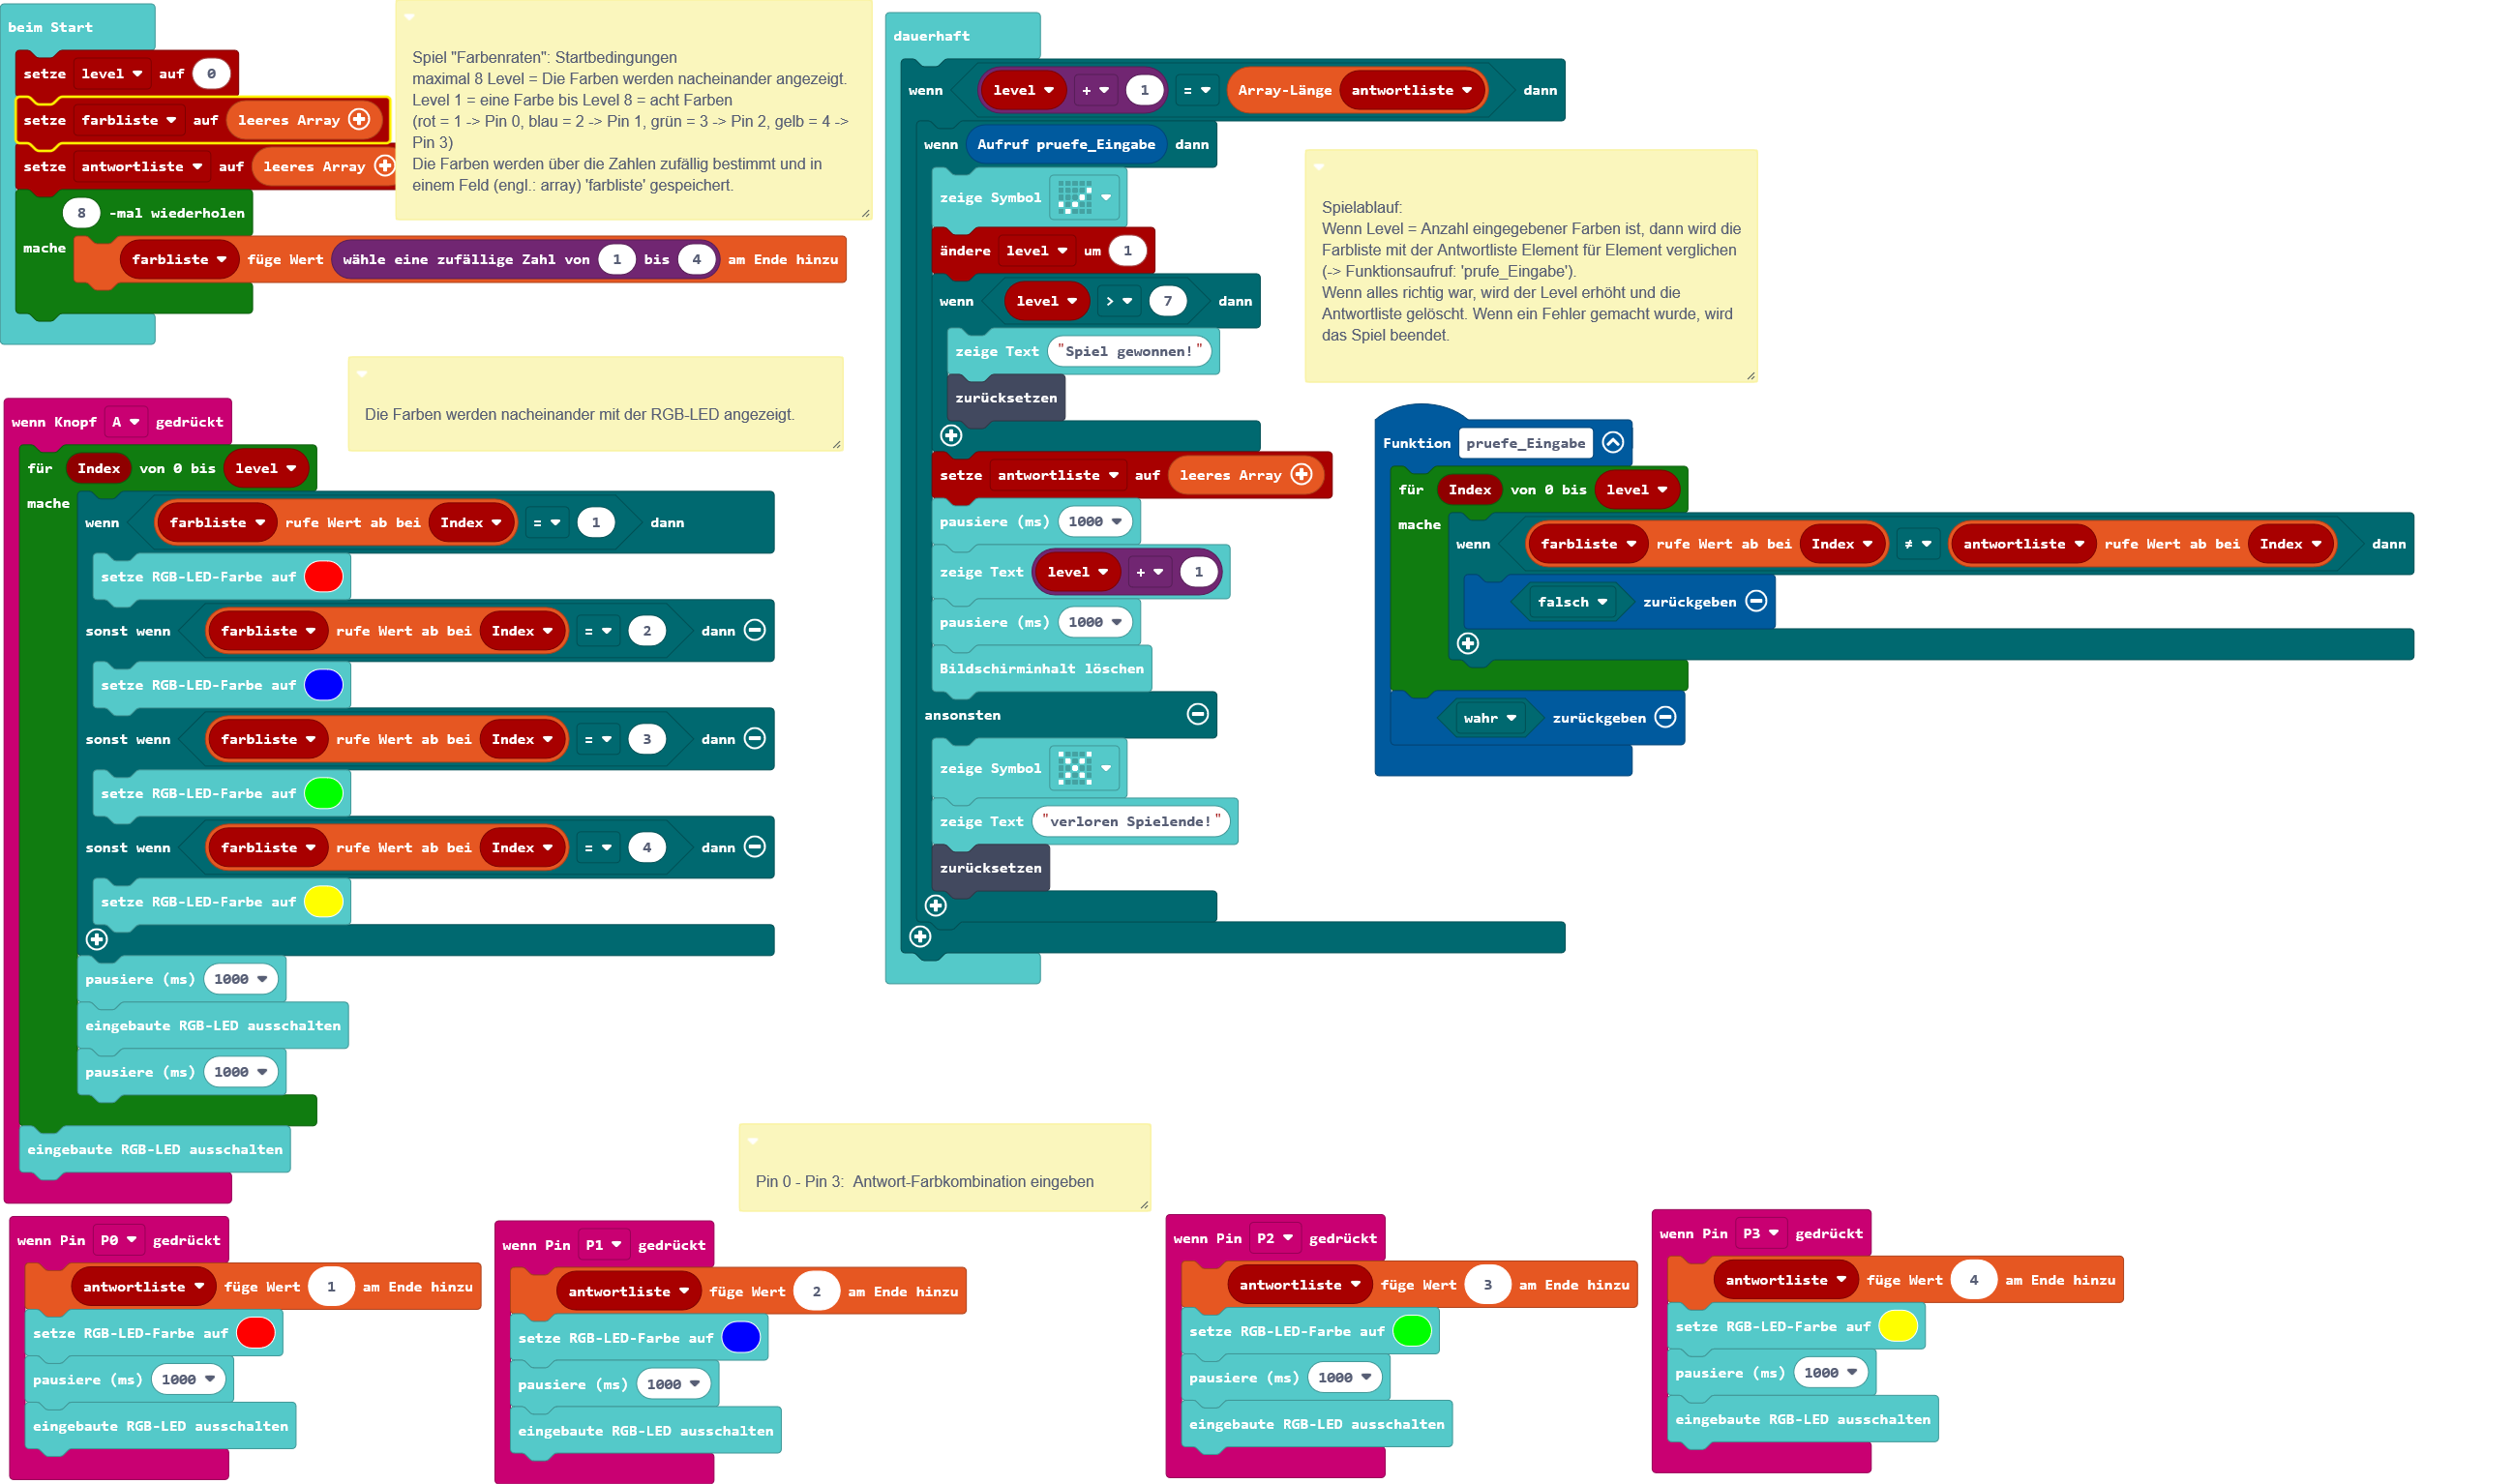 beim Start
setze level auf 0
setze farbliste auf leeres Array
setze antwortliste auf leeres Array
8 -mal wiederholen
mache
farbliste füge Wert wähle eine zufällige Zahl von 1 bis 4 am Ende hinzu
Spiel "Farbenraten": Startbedingungen
maximal 8 Level = Die Farben werden nacheinander angezeigt.
Level 1 = eine Farbe bis Level 8 = acht Farben
(rot = 1 -> Pin 0, blau = 2 -> Pin 1, grün = 3 -> Pin 2, gelb = 4 ->
Pin 3)
Die Farben werden über die Zahlen zufällig bestimmt und in
einem Feld (engl.: array) 'farbliste' gespeichert.
Die Farben werden nacheinander mit der RGB-LED angezeigt.
wenn Knopf A gedrückt
für Index von 0 bis level
mache
wenn farbliste rufe Wert ab bei Index = 1 dann
setze RGB-LED-Farbe auf
sonst wenn farbliste rufe Wert ab bei Index = 2 dann
setze RGB-LED-Farbe auf
sonst wenn farbliste rufe Wert ab bei Index = 3 dann
setze RGB-LED-Farbe auf
sonst wenn farbliste rufe Wert ab bei Index = 4 dann
setze RGB-LED-Farbe auf
pausiere (ms) 1000
eingebaute RGB-LED ausschalten
pausiere (ms) 1000
eingebaute RGB-LED ausschalten
dauerhaft
wenn level + 1 = Array-Länge antwortliste dann
wenn Aufruf pruefe_Eingabe dann
zeige Symbol
ändere level um 1
wenn level > 7 dann
zeige Text "Spiel gewonnen!"
zurücksetzen
setze antwortliste auf leeres Array
pausiere (ms) 1000
zeige Text level + 1
pausiere (ms) 1000
Bildschirminhalt löschen
ansonsten
zeige Symbol
zeige Text "verloren Spielende!"
zurücksetzen
Spielablauf:
Wenn Level = Anzahl eingegebener Farben ist, dann wird die
Farbliste mit der Antwortliste Element für Element verglichen
(-> Funktionsaufruf: 'prufe_Eingabe').
Wenn alles richtig war, wird der Level erhöht und die
Antwortliste gelöscht. Wenn ein Fehler gemacht wurde, wird
das Spiel beendet.
Funktion pruefe_Eingabe
für Index von 0 bis level
mache
wenn farbliste rufe Wert ab bei Index ≠ antwortliste rufe Wert ab bei Index dann
falsch zurückgeben
wahr zurückgeben
Pin 0 - Pin 3:  Antwort-Farbkombination eingeben
wenn Pin P0 gedrückt
antwortliste füge Wert 1 am Ende hinzu
setze RGB-LED-Farbe auf
pausiere (ms) 1000
eingebaute RGB-LED ausschalten
wenn Pin P1 gedrückt
antwortliste füge Wert 2 am Ende hinzu
setze RGB-LED-Farbe auf
pausiere (ms) 1000
eingebaute RGB-LED ausschalten
wenn Pin P2 gedrückt
antwortliste füge Wert 3 am Ende hinzu
setze RGB-LED-Farbe auf
pausiere (ms) 1000
eingebaute RGB-LED ausschalten
wenn Pin P3 gedrückt
antwortliste füge Wert 4 am Ende hinzu
setze RGB-LED-Farbe auf
pausiere (ms) 1000
eingebaute RGB-LED ausschalten